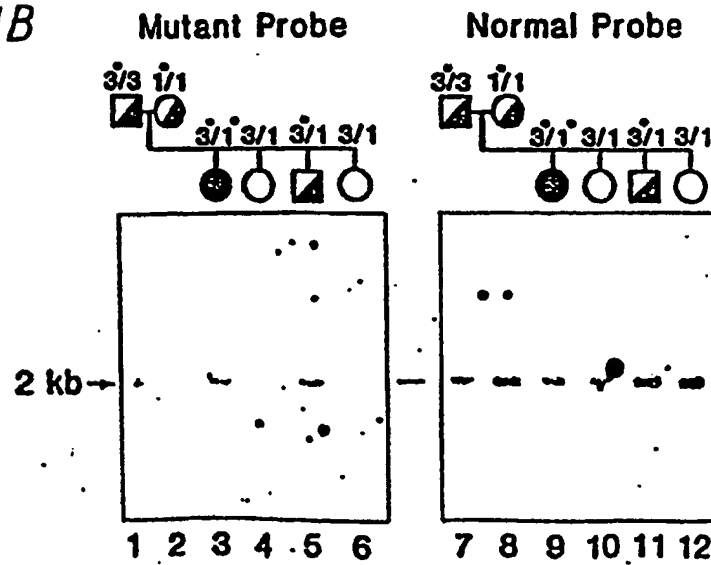 1B
Mutant Probe Normal Probe
3/3 1/1 3/3 1/1
3/1 3/1 3/1 3/1 3/1 3/1 3/1 3/1
2 kb
1 2 3 4 5 6 7 8 9 10 11 12